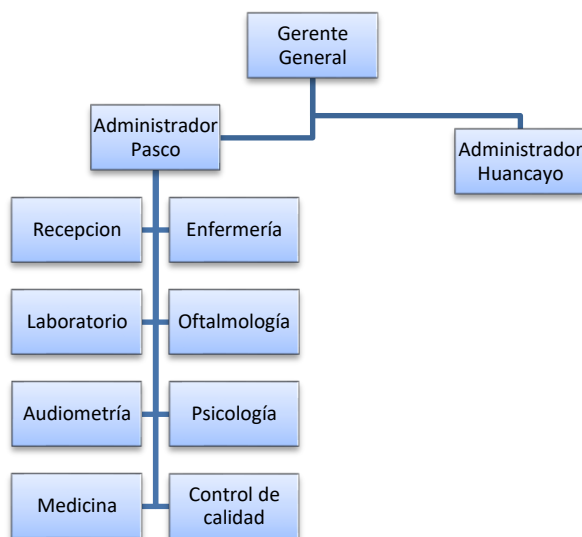 Gerente
General
Administrador
Pasco
Administrador
Huancayo
Recepcion
Enfermería
Laboratorio
Oftalmología
Audiometría
Psicología
Medicina
Control de
calidad